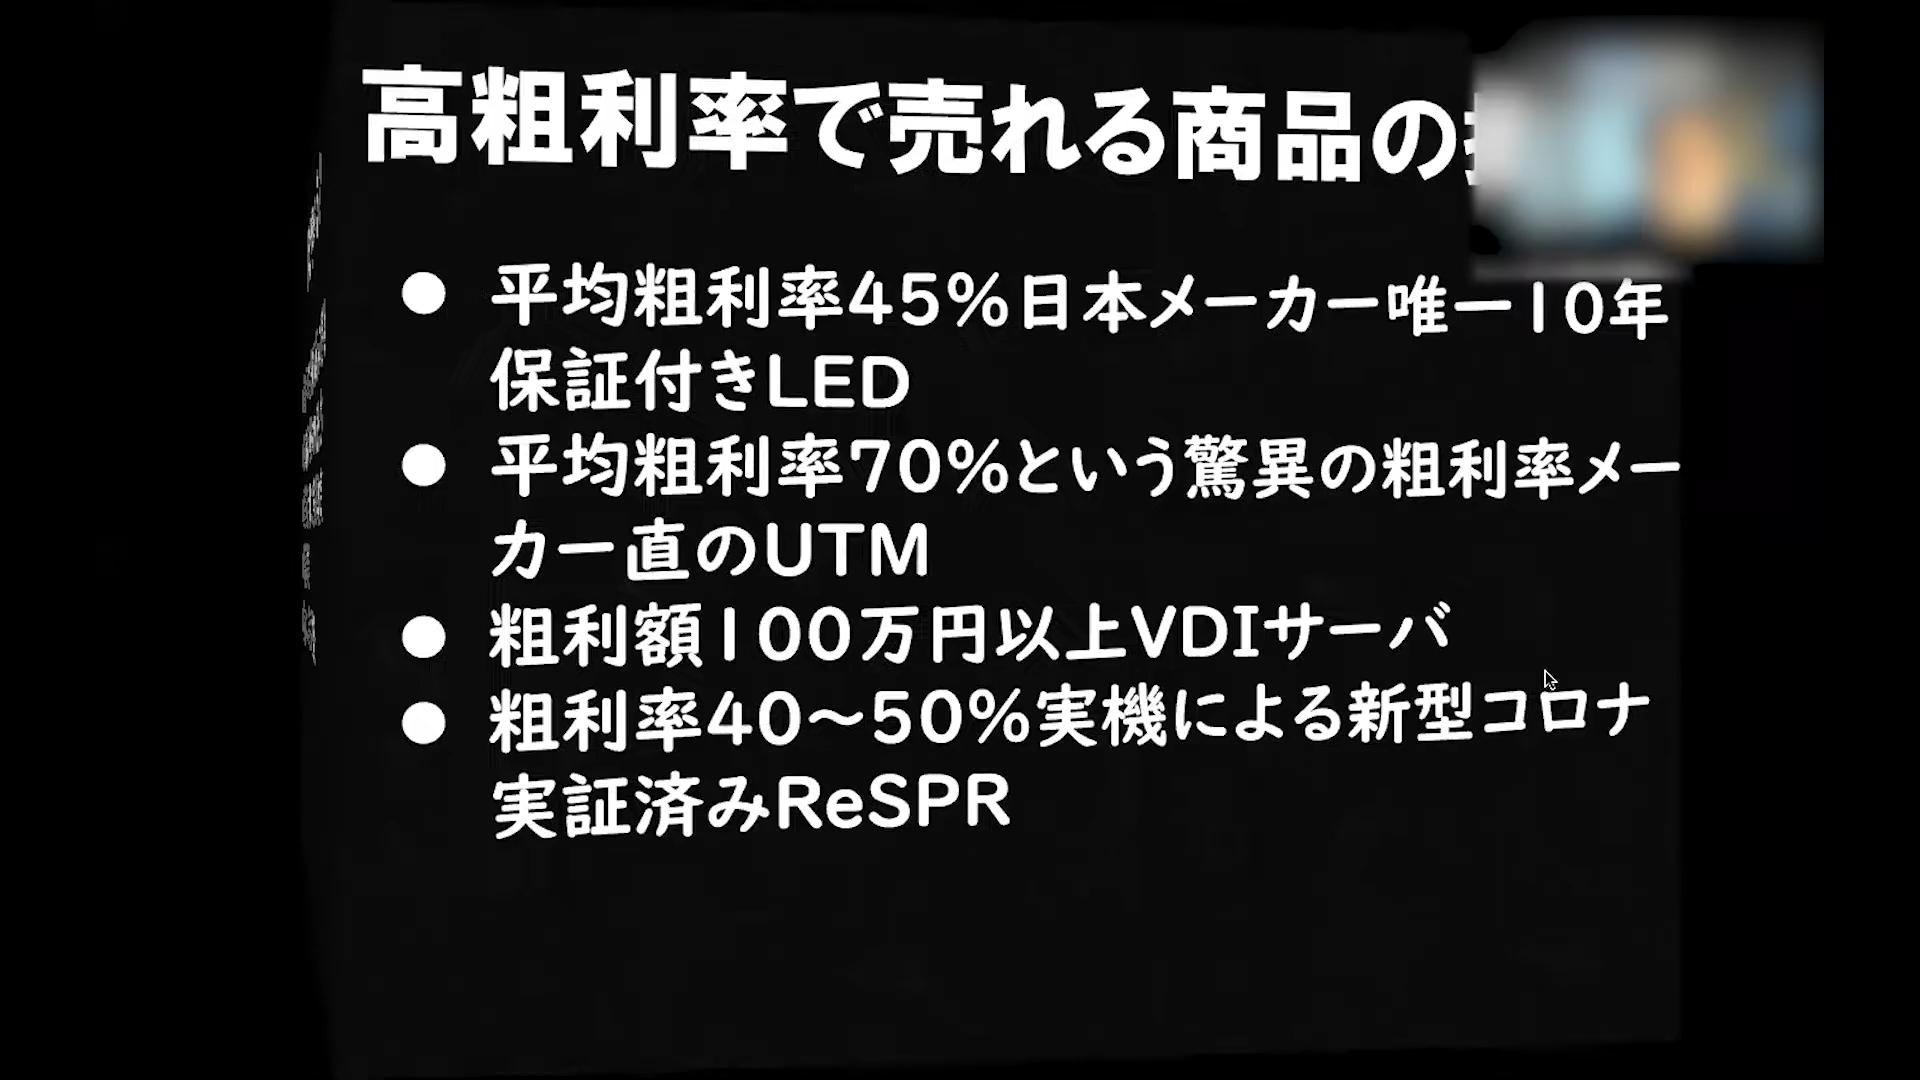 高粗利率で売れる商品の
● 平均粗利率45%日本メーカー唯一10年
保証付きLED
● 平均粗利率70%という驚異の粗利率メー
カー直のUTM
● 粗利額100万円以上VDIサーバ
● 粗利率40〜50%実機による新型コロナ
実証済みReSPR